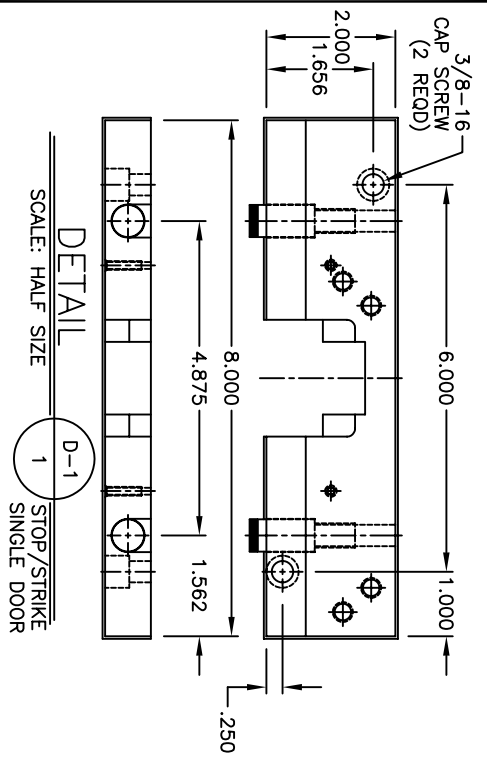 3/8-16
CAP SCREW
(2 REQD)
2.000
1.656
6.000
1.000
8.000
4.875
1.562
.250
DETAIL
SCALE: HALF SIZE
D-1
1
STOP/STRIKE
SINGLE DOOR